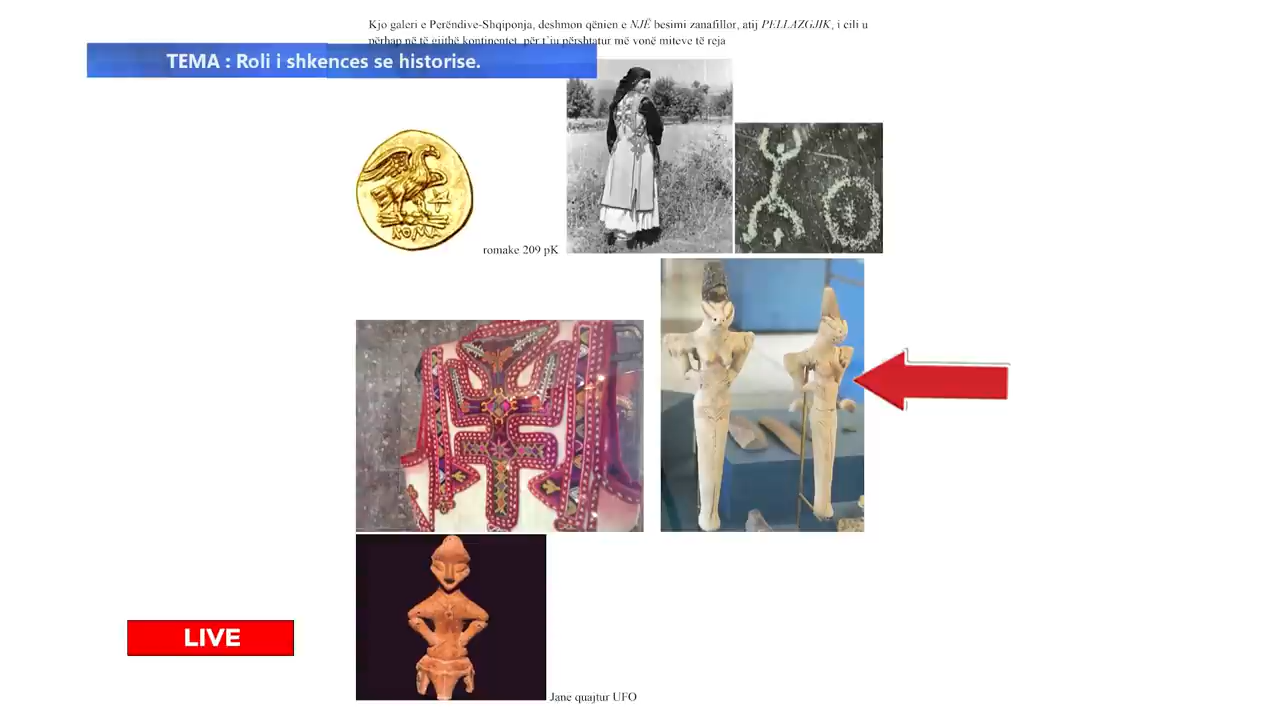 Kjo galeri e Perëndive-Shqiponja, deshmon qënien e NJË besimi zanafillor, atij PELLAZGJIK, i cili u
përhap në të gjithë kontinentet, për t'iu përshtatur më vonë miteve të reja
TEMA : Roli i shkences se historise.
ROMA
romake 209 pK
LIVE
Jane quajtur UFO